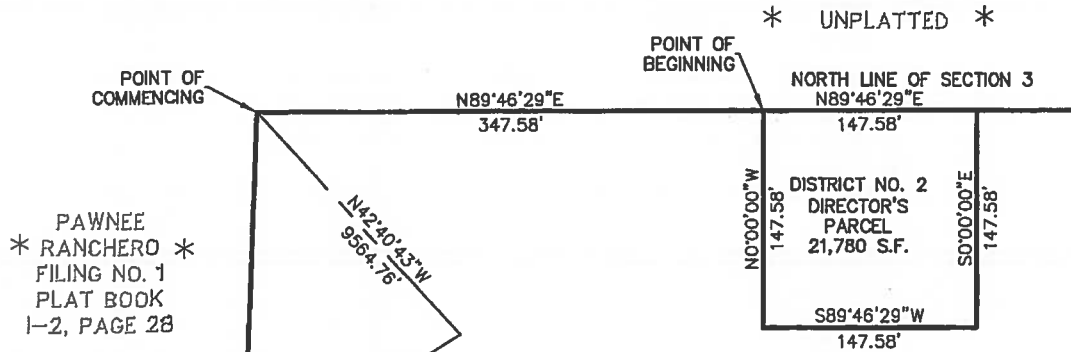 * UNPLATTED *
POINT OF
BEGINNING
POINT OF
COMMENCING
NORTH LINE OF SECTION 3
N89°46'29"E
347.58'
N89°46'29"E
147.58'
N42°40'43"W
9564.76'
N0°00'00"W
147.58'
DISTRICT NO. 2
DIRECTOR'S
PARCEL
21,780 S.F.
S0°00'00"E
147.58'
PAWNEE
* RANCHERO *
FILING NO. 1
PLAT BOOK
I-2, PAGE 28
S89°46'29"W
147.58'